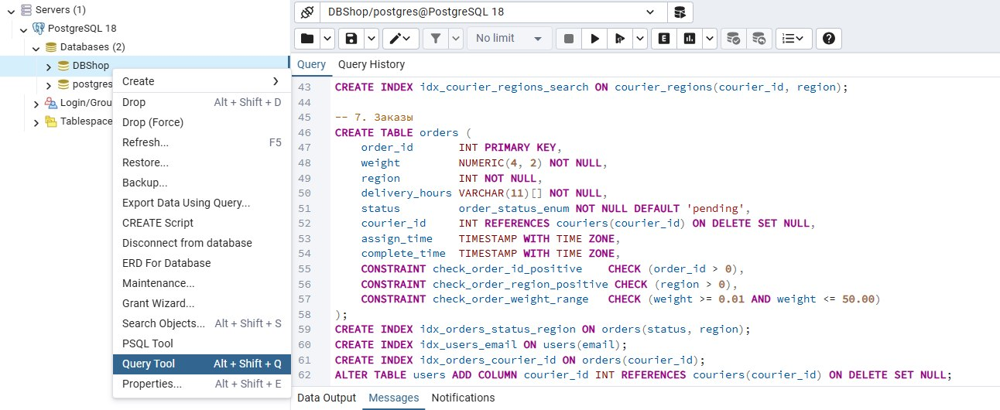 Servers (1)
PostgreSQL 18
Databases (2)
DBShop
postgres
Login/Grou
Tablespace
Create
Drop Alt + Shift + D
Drop (Force)
Refresh... F5
Restore...
Backup...
Export Data Using Query...
CREATE Script
Disconnect from database
ERD For Database
Maintenance...
Grant Wizard...
Search Objects... Alt + Shift + S
PSQL Tool
Query Tool Alt + Shift + Q
Properties... Alt + Shift + E
DBShop/postgres@PostgreSQL 18
No limit
E
Query Query History
43 CREATE INDEX idx_courier_regions_search ON courier_regions(courier_id, region);
44
45 -- 7. Заказы
46 CREATE TABLE orders (
47 order_id INT PRIMARY KEY,
48 weight NUMERIC(4, 2) NOT NULL,
49 region INT NOT NULL,
50 delivery_hours VARCHAR(11)[] NOT NULL,
51 status order_status_enum NOT NULL DEFAULT 'pending',
52 courier_id INT REFERENCES couriers(courier_id) ON DELETE SET NULL,
53 assign_time TIMESTAMP WITH TIME ZONE,
54 complete_time TIMESTAMP WITH TIME ZONE,
55 CONSTRAINT check_order_id_positive CHECK (order_id > 0),
56 CONSTRAINT check_order_region_positive CHECK (region > 0),
57 CONSTRAINT check_order_weight_range CHECK (weight >= 0.01 AND weight <= 50.00)
58 );
59 CREATE INDEX idx_orders_status_region ON orders(status, region);
60 CREATE INDEX idx_users_email ON users(email);
61 CREATE INDEX idx_orders_courier_id ON orders(courier_id);
62 ALTER TABLE users ADD COLUMN courier_id INT REFERENCES couriers(courier_id) ON DELETE SET NULL;
Data Output Messages Notifications